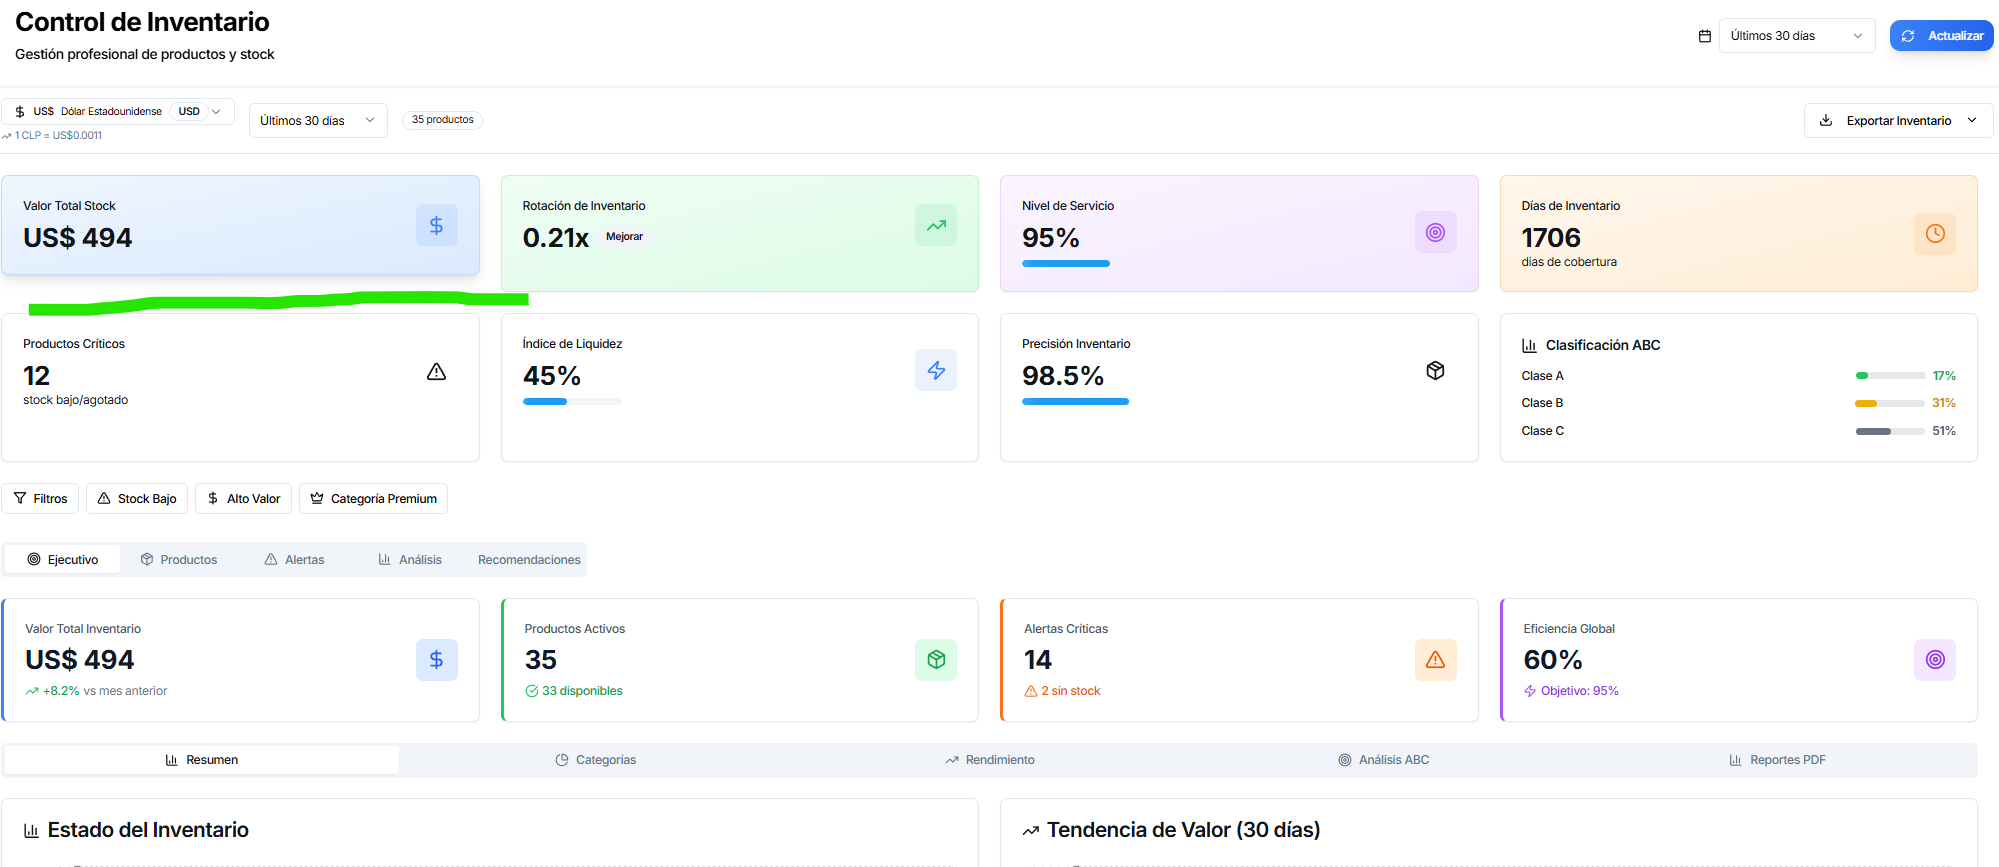 Control de Inventario
Gestión profesional de productos y stock
Últimos 30 días
Actualizar
US$ Dólar Estadounidense USD
1 CLP = US$0.0011
Últimos 30 días
35 productos
Exportar Inventario
Valor Total Stock
US$ 494
Rotación de Inventario
0.21x Mejorar
Nivel de Servicio
95%
Días de Inventario
1706
días de cobertura
Productos Críticos
12
stock bajo/agotado
Índice de Liquidez
45%
Precisión Inventario
98.5%
Clasificación ABC
Clase A 17%
Clase B 31%
Clase C 51%
Filtros
Stock Bajo
Alto Valor
Categoría Premium
Ejecutivo
Productos
Alertas
Análisis
Recomendaciones
Valor Total Inventario
US$ 494
+8.2% vs mes anterior
Productos Activos
35
33 disponibles
Alertas Críticas
14
2 sin stock
Eficiencia Global
60%
Objetivo: 95%
Resumen
Categorías
Rendimiento
Análisis ABC
Reportes PDF
Estado del Inventario
Tendencia de Valor (30 días)